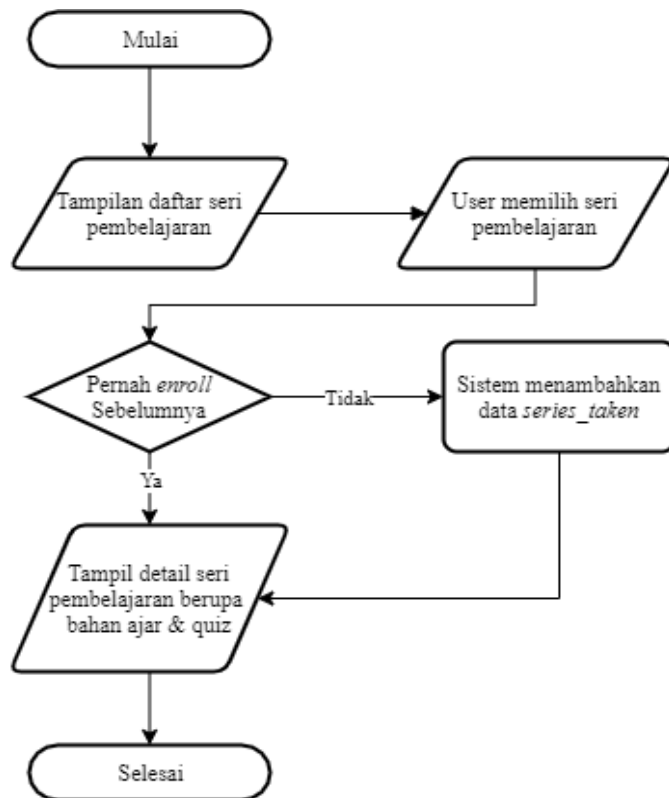 Mulai
Tampilan daftar seri
pembelajaran
User memilih seri
pembelajaran
Pernah enroll
Sebelumnya
Tidak
Sistem menambahkan
data series_taken
Ya
Tampil detail seri
pembelajaran berupa
bahan ajar & quiz
Selesai